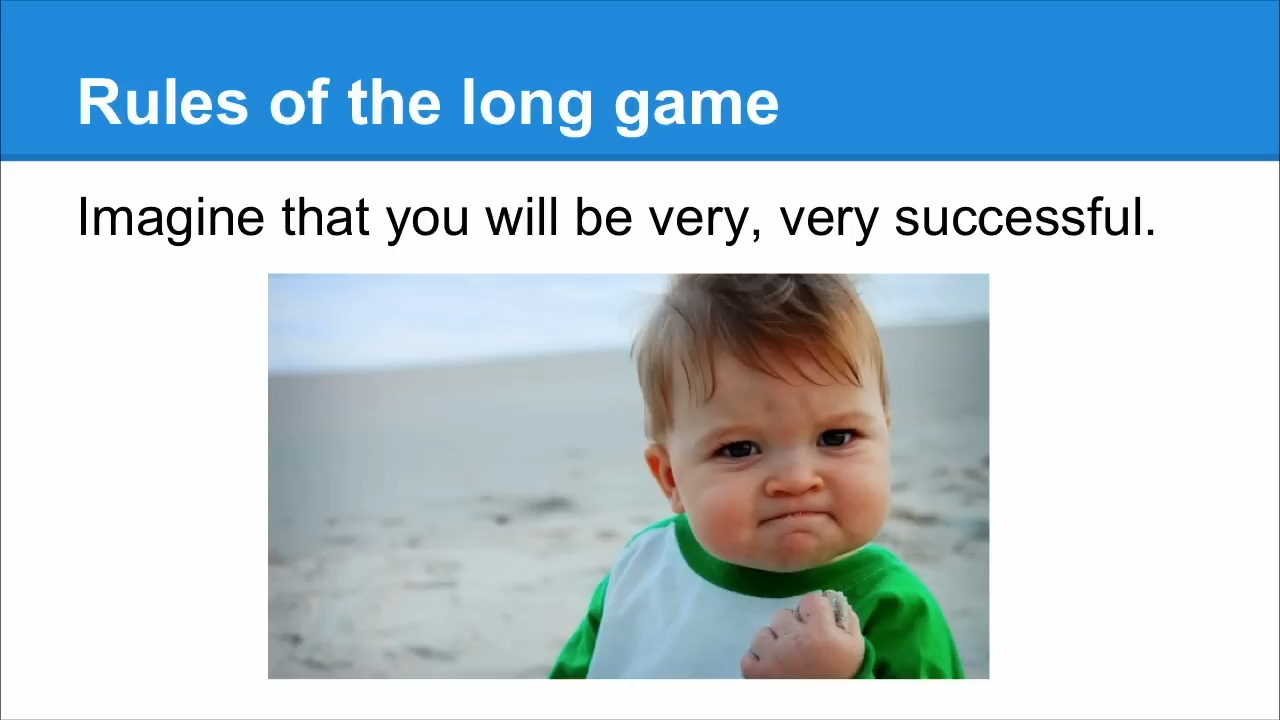 Rules of the long game
Imagine that you will be very, very successful.